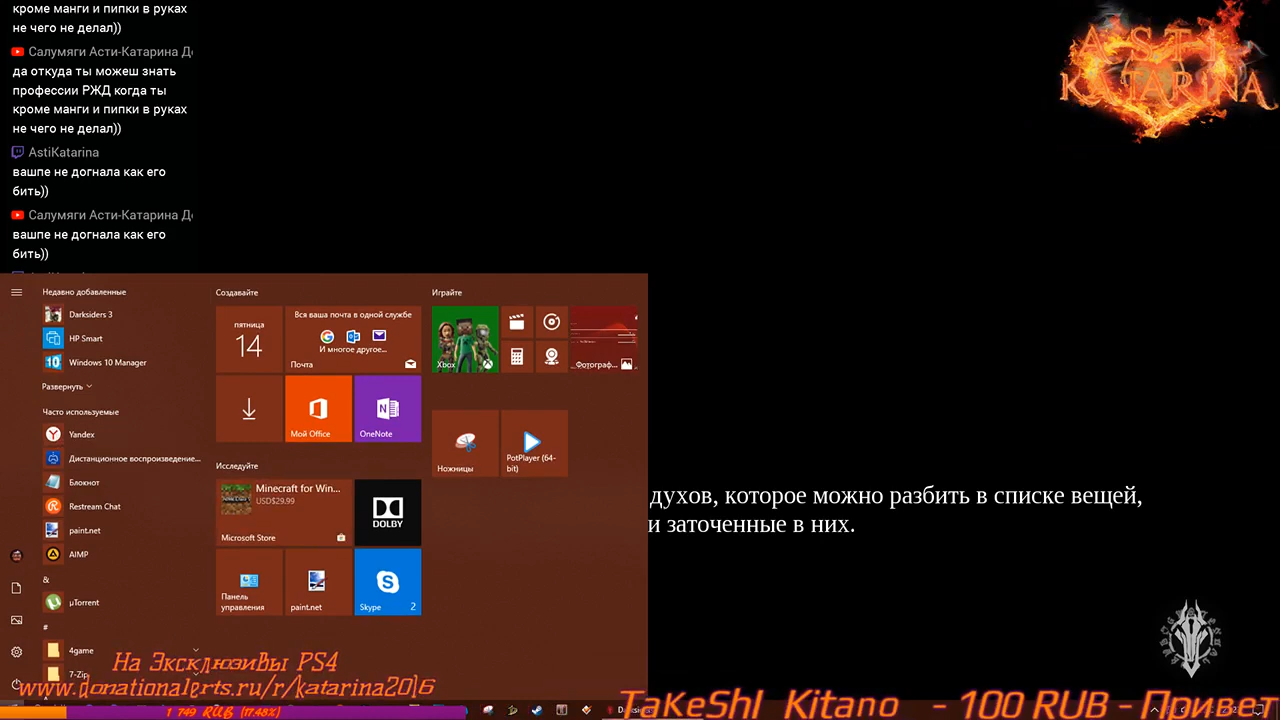 кроме манги и пипки в руках
не чего не делал))
Салумяги Асти-Катарина
да откуда ты можеш знать
профессии РЖД когда ты
кроме манги и пипки в руках
не чего не делал))
AstiKatarina
вашпе не догнала как его
бить))
Салумяги Асти-Катарина
вашпе не догнала как его
бить))
ASTI
KATARINA
Недавно добавленные
Darksiders 3
HP Smart
Windows 10 Manager
Развернуть
Часто используемые
Yandex
Дистанционное воспроизведение...
Блокнот
Restream Chat
paint.net
AIMP
&
µTorrent
#
4game
7-Zip
Создавайте
пятница
14
Вся ваша почта в одной службе
И многое другое...
Почта
Мой Office
OneNote
Исследуйте
Minecraft for Win...
USD$29.99
Microsoft Store
DOLBY
Панель
управления
paint.net
Skype
2
Играйте
Xbox
Фотограф...
Ножницы
PotPlayer (64-
bit)
духов, которое можно разбить в списке вещей,
и заточенные в них.
На Эксклюзивы PS4
www.donationalerts.ru/r/katarina2016
1 749 RUB (17.48%)
TaKeShI Kitano - 100 RUB - Привет